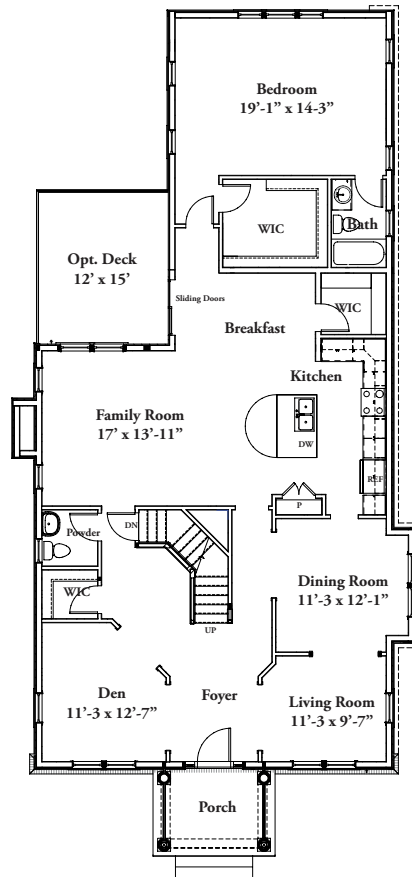 Bedroom
19'-1" x 14-3"
WIC
Bath
Opt. Deck
12' x 15'
Sliding Doors
WIC
Breakfast
Kitchen
Family Room
17' x 13'-11"
DW
REF
P
Powder
DN
WIC
UP
Dining Room
11'-3 x 12'-1"
Den
11'-3 x 12'-7"
Foyer
Living Room
11'-3 x 9'-7"
Porch